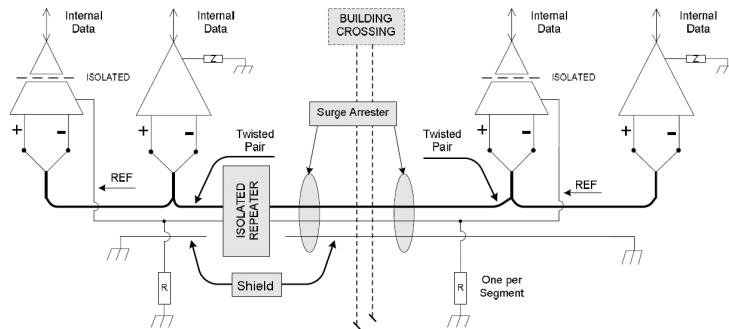 Internal
Data
Internal
Data
BUILDING
CROSSING
Internal
Data
Internal
Data
Z
ISOLATED
Z
ISOLATED
Surge Arrester
+ -
+ -
+ -
+ -
Twisted
Pair
Twisted
Pair
REF
REF
ISOLATED
REPEATER
Shield
R
R
One per
Segment